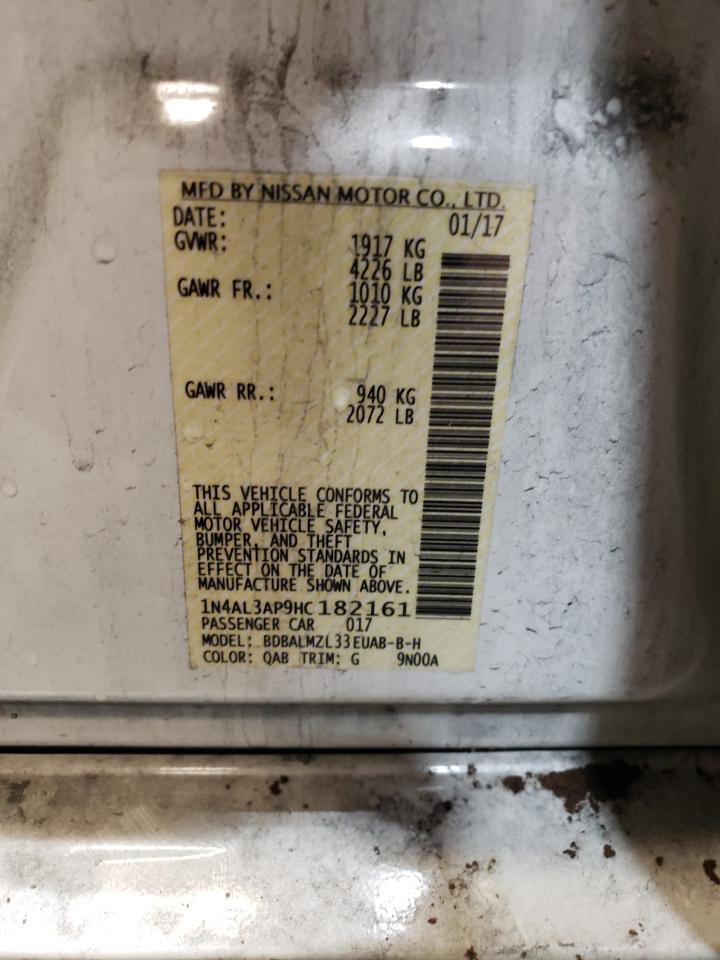 MFD BY NISSAN MOTOR CO., LTD.
DATE: 01/17
GVWR: 1917 KG
4226 LB
GAWR FR.: 1010 KG
2227 LB
GAWR RR.: 940 KG
2072 LB
THIS VEHICLE CONFORMS TO
ALL APPLICABLE FEDERAL
MOTOR VEHICLE SAFETY,
BUMPER, AND THEFT
PREVENTION STANDARDS IN
EFFECT ON THE DATE OF
MANUFACTURE SHOWN ABOVE.
1N4AL3AP9HC182161
PASSENGER CAR 017
MODEL: BDBALMZL33EUAB-B-H
COLOR: QAB TRIM: G 9N00A